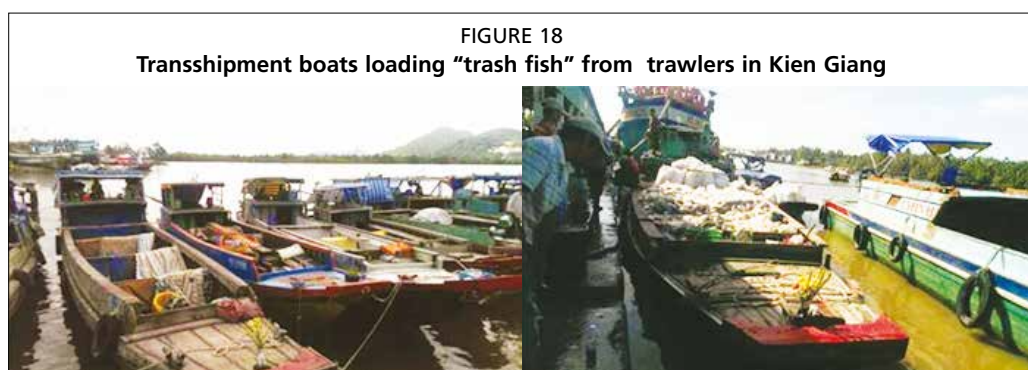 FIGURE 18
Transshipment boats loading “trash fish” from trawlers in Kien Giang